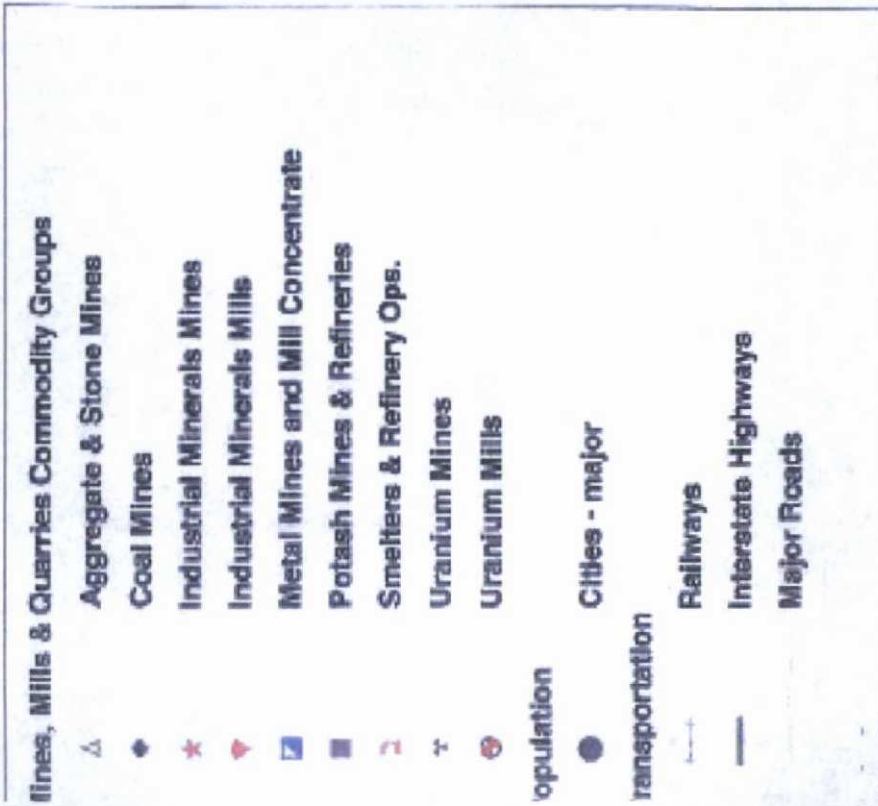 lines, Mills & Quarries Commodity Groups
Aggregate & Stone Mines
Coal Mines
Industrial Minerals Mines
Industrial Minerals Mills
Metal Mines and Mill Concentrate
Potash Mines & Refineries
Smelters & Refinery Ops.
Uranium Mines
Uranium Mills
opulation
Cities - major
ransportation
Railways
Interstate Highways
Major Roads